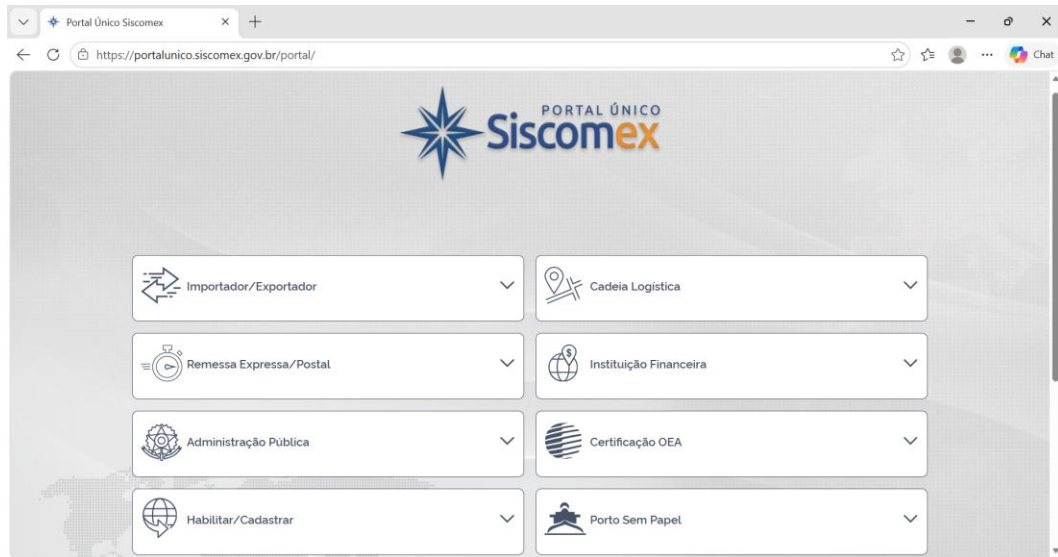 Portal Único Siscomex
https://portalunico.siscomex.gov.br/portal/
Chat
PORTAL ÚNICO
Siscomex
Importador/Exportador
Cadeia Logística
Remessa Expressa/Postal
$
Instituição Financeira
Administração Pública
Certificação OEA
Habilitar/Cadastrar
Porto Sem Papel